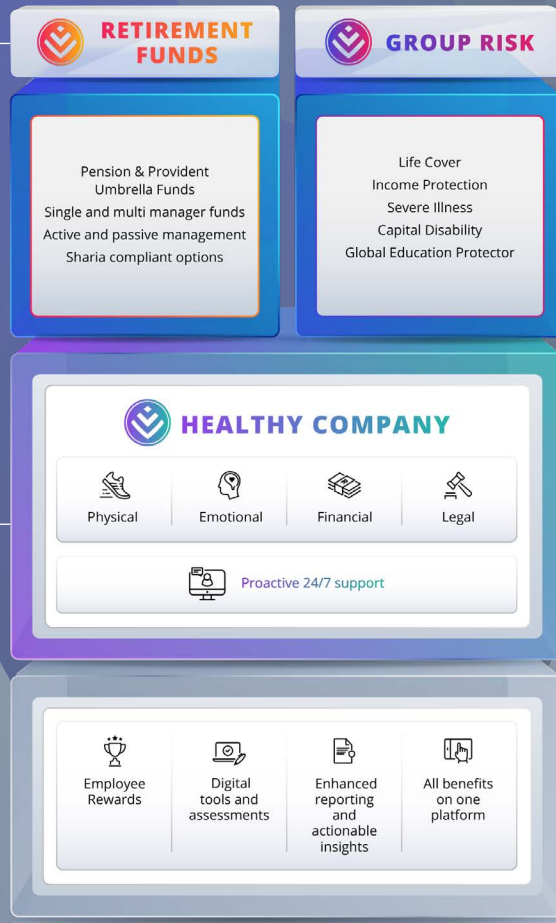 RETIREMENT
FUNDS
GROUP RISK
Pension & Provident
Umbrella Funds
Single and multi manager funds
Active and passive management
Sharia compliant options
Life Cover
Income Protection
Severe Illness
Capital Disability
Global Education Protector
HEALTHY COMPANY
Physical
Emotional
Financial
Legal
Proactive 24/7 support
Employee
Rewards
Digital
tools and
assessments
Enhanced
reporting
and
actionable
insights
All benefits
on one
platform